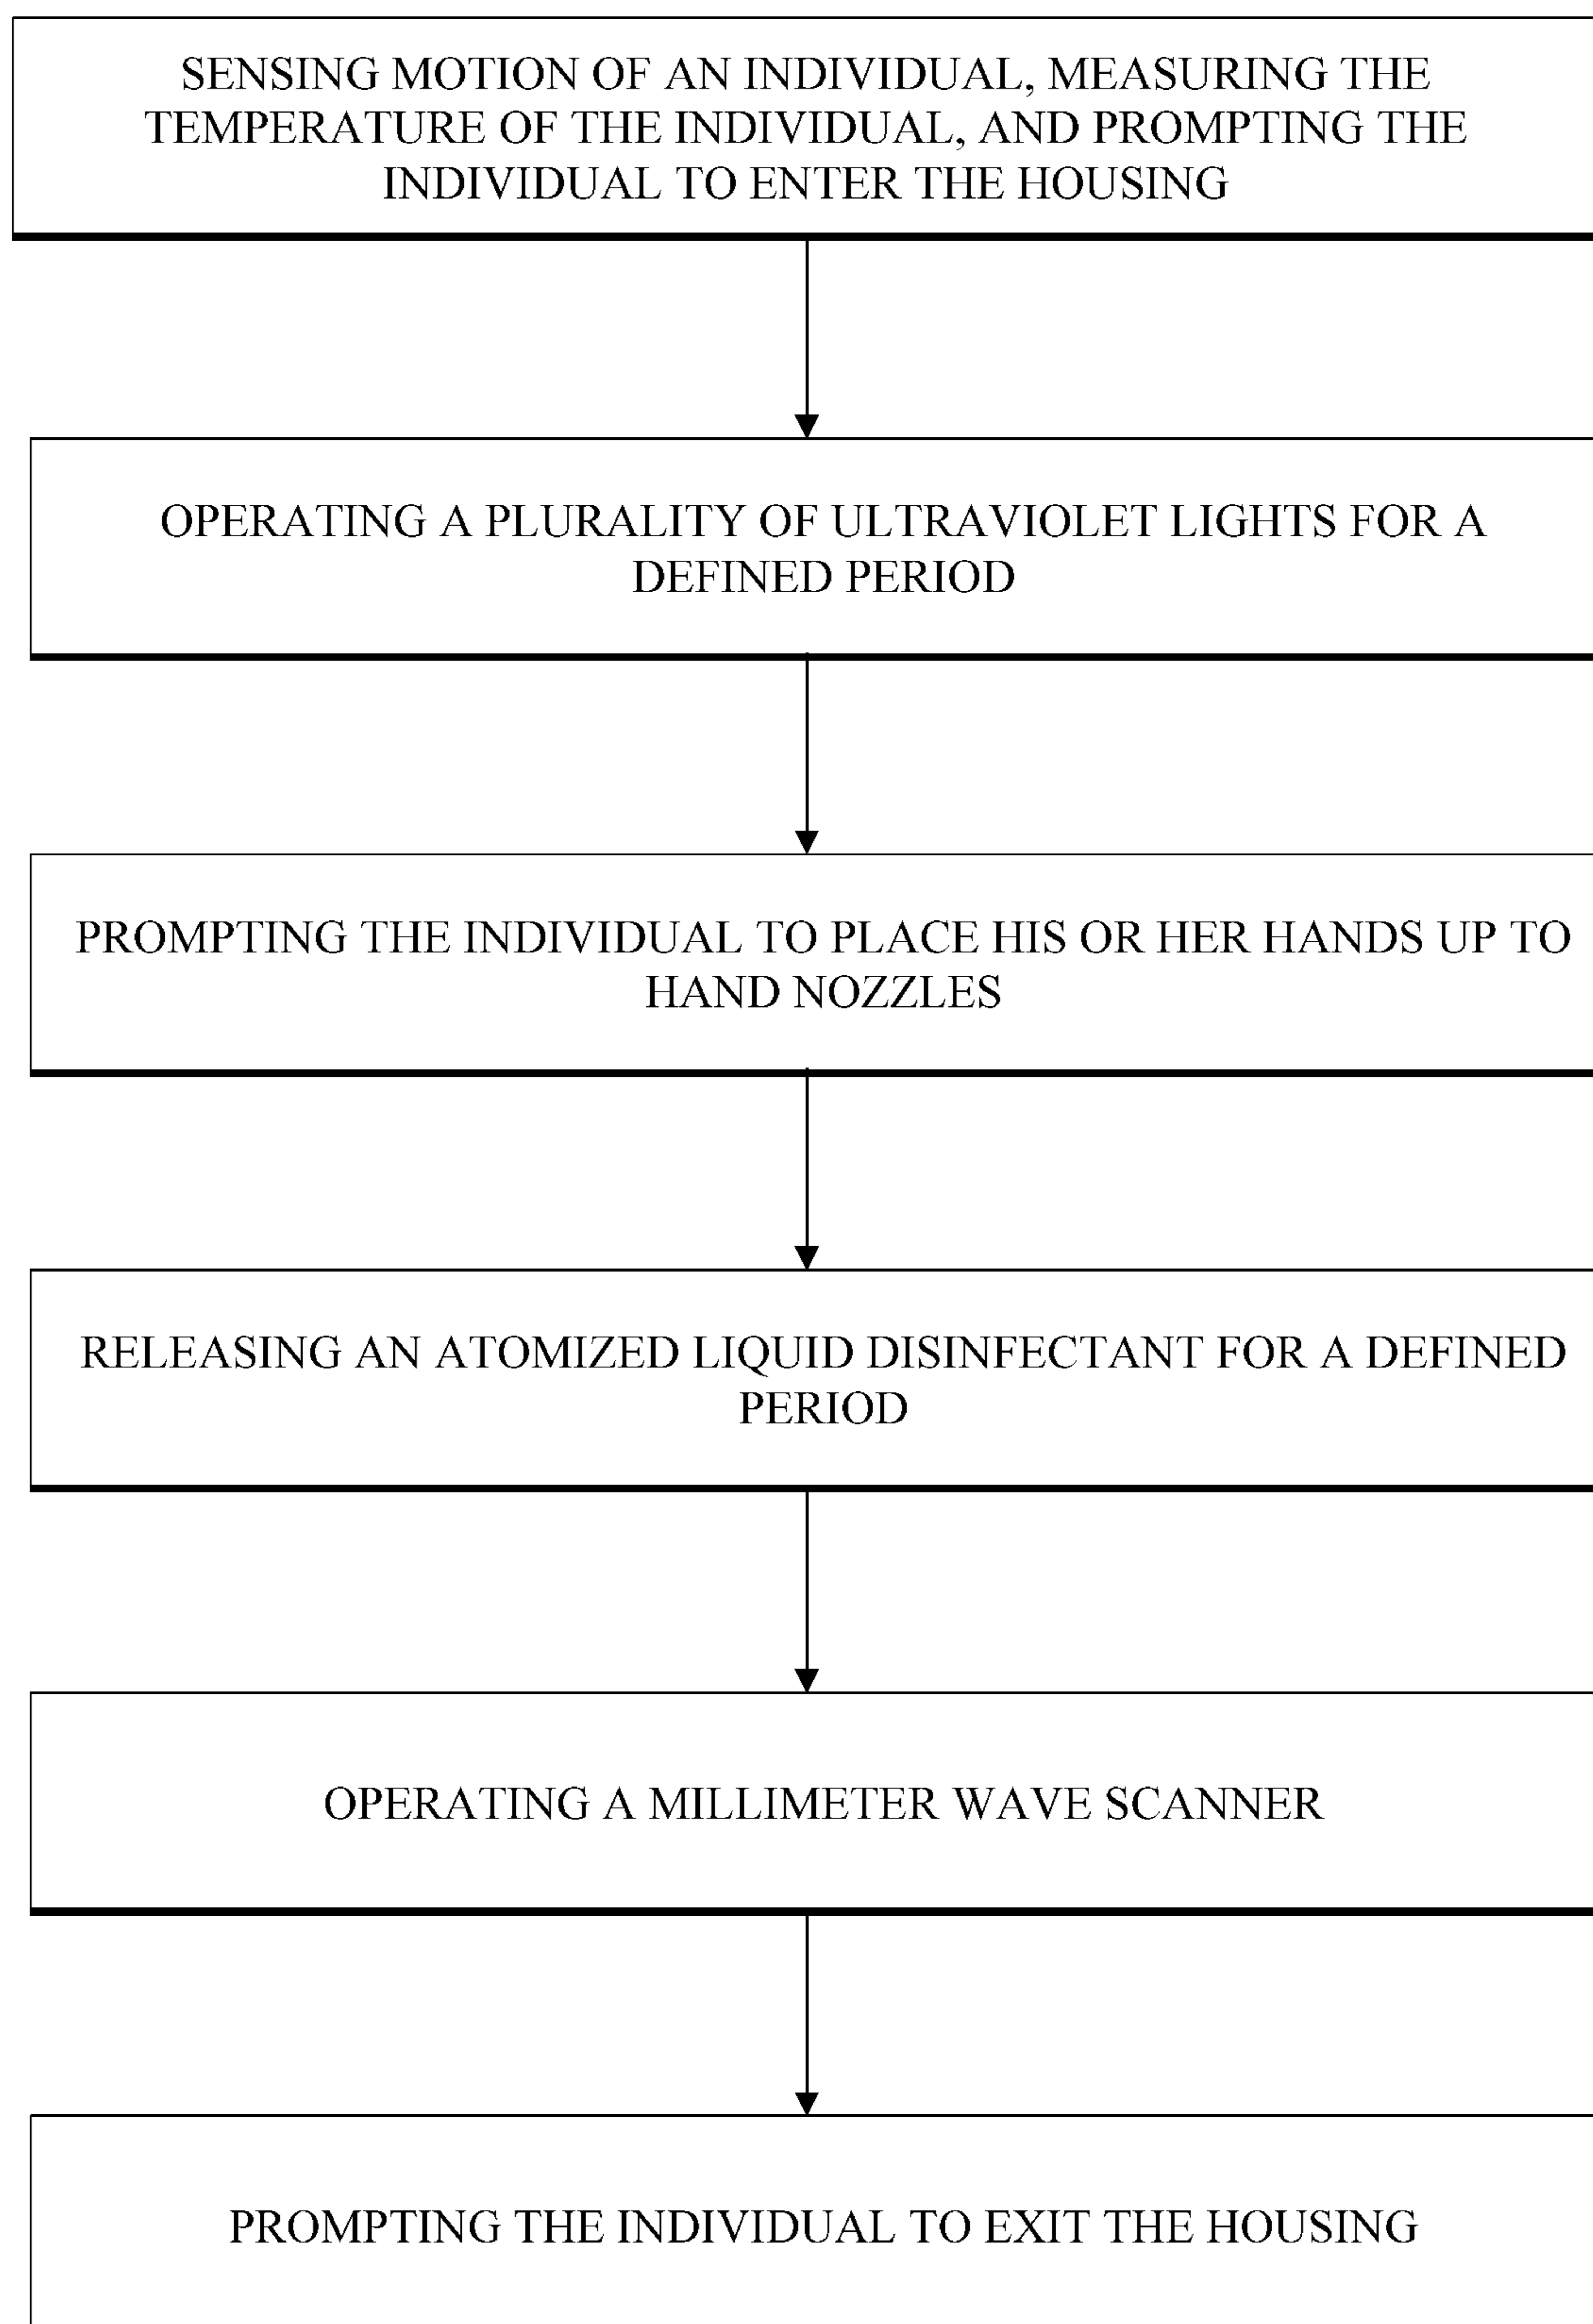 SENSING MOTION OF AN INDIVIDUAL, MEASURING THE
TEMPERATURE OF THE INDIVIDUAL, AND PROMPTING THE
INDIVIDUAL TO ENTER THE HOUSING
OPERATING A PLURALITY OF ULTRAVIOLET LIGHTS FOR A
DEFINED PERIOD
PROMPTING THE INDIVIDUAL TO PLACE HIS OR HER HANDS UP TO
HAND NOZZLES
RELEASING AN ATOMIZED LIQUID DISINFECTANT FOR A DEFINED
PERIOD
OPERATING A MILLIMETER WAVE SCANNER
PROMPTING THE INDIVIDUAL TO EXIT THE HOUSING